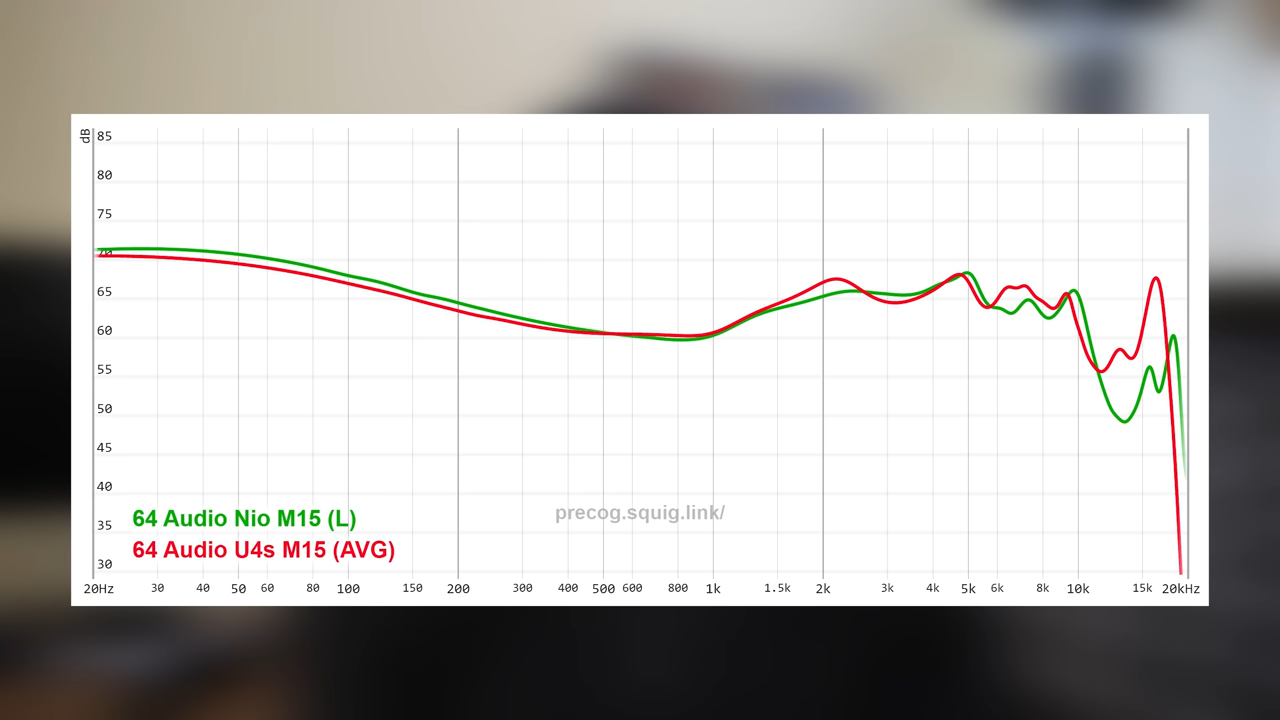 dB
85
80
75
70
65
60
55
50
45
40
35
30
64 Audio Nio M15 (L)
64 Audio U4s M15 (AVG)
precog.squig.link/
20Hz 30 40 50 60 80 100 150 200 300 400 500 600 800 1k 1.5k 2k 3k 4k 5k 6k 8k 10k 15k 20kHz